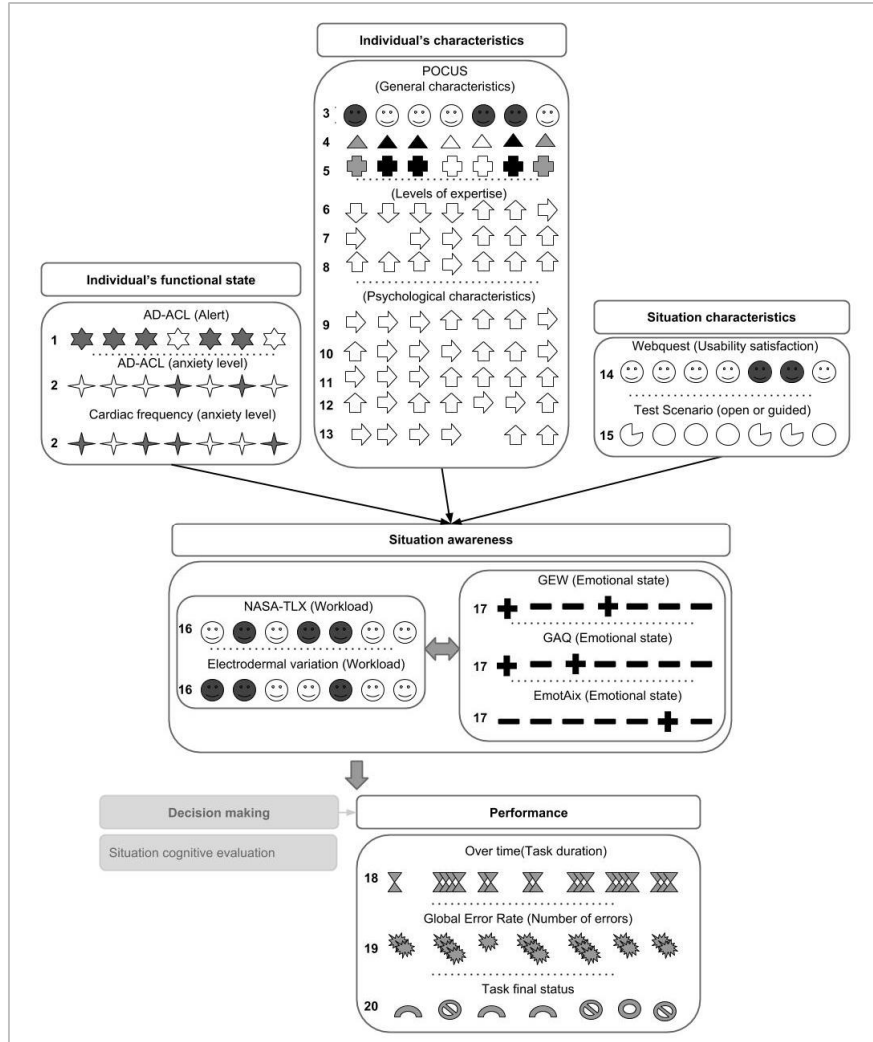 Individual's characteristics
POCUS
(General characteristics)
3
4
5
(Levels of expertise)
6
7
8
(Psychological characteristics)
9
10
11
12
13
Individual's functional state
AD-ACL (Alert)
1
AD-ACL (anxiety level)
2
Cardiac frequency (anxiety level)
2
Situation characteristics
Webquest (Usability satisfaction)
14
Test Scenario (open or guided)
15
Situation awareness
NASA-TLX (Workload)
16
Electrodermal variation (Workload)
16
GEW (Emotional state)
17
GAQ (Emotional state)
17
EmotAix (Emotional state)
17
Decision making
Situation cognitive evaluation
Performance
Over time(Task duration)
18
Global Error Rate (Number of errors)
19
Task final status
20